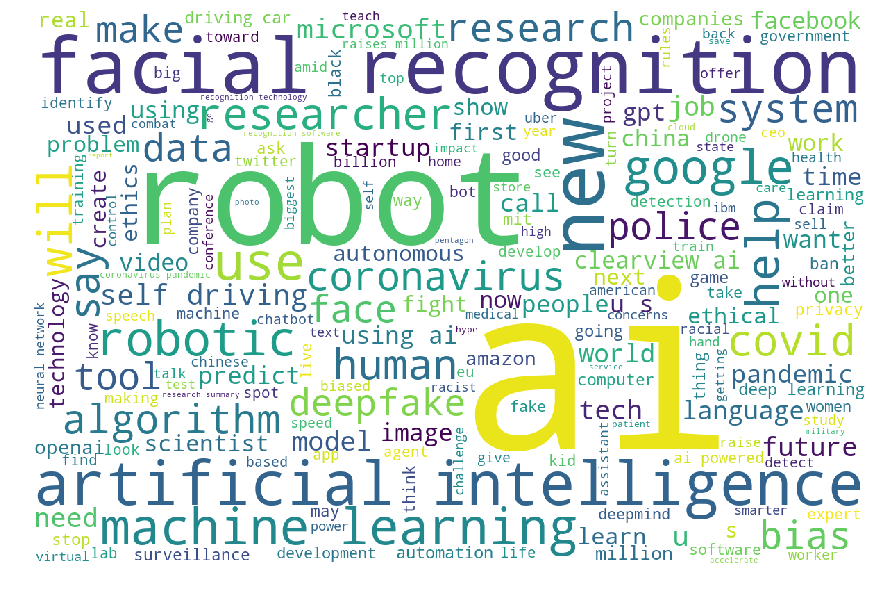 real driving car teach microsoft research companies facebook
make toward raises million back government
facial recognition
identify big recognition technology amid top black rules save offer
using researcher show gpt job system
used combat recognition software first uber year project cloud ceo
problem data startup impact ask twitter billion home good new turn china drone state work
training report robot see google health time
will create ethics control plan photo biggest self way bot call mit store detection ibm care learning
company conference high police help claim sell
say video use autonomous pentagon develop clearview ai train want better
coronavirus pandemic coronavirus next game ban without
self driving face fight now people u s american take one
technology know speech machine chatbot text hype medical going concerns ethical racial privacy
neural network robotic live using ai amazon world hand covid
chinese human eu service computer thing getting pandemic
tool talk predict test spot biased racist ai deep learning
making research summary deepfake fake tech language women
algorithm speed image patient study military
openai look scientist model app agent challenge give kid assistant raise future
find based think ai powered detect
artificial intelligence
need may deepmind smarter expert
stop machine learning power learn u s bias
virtual lab surveillance development automation life million software accelerate worker